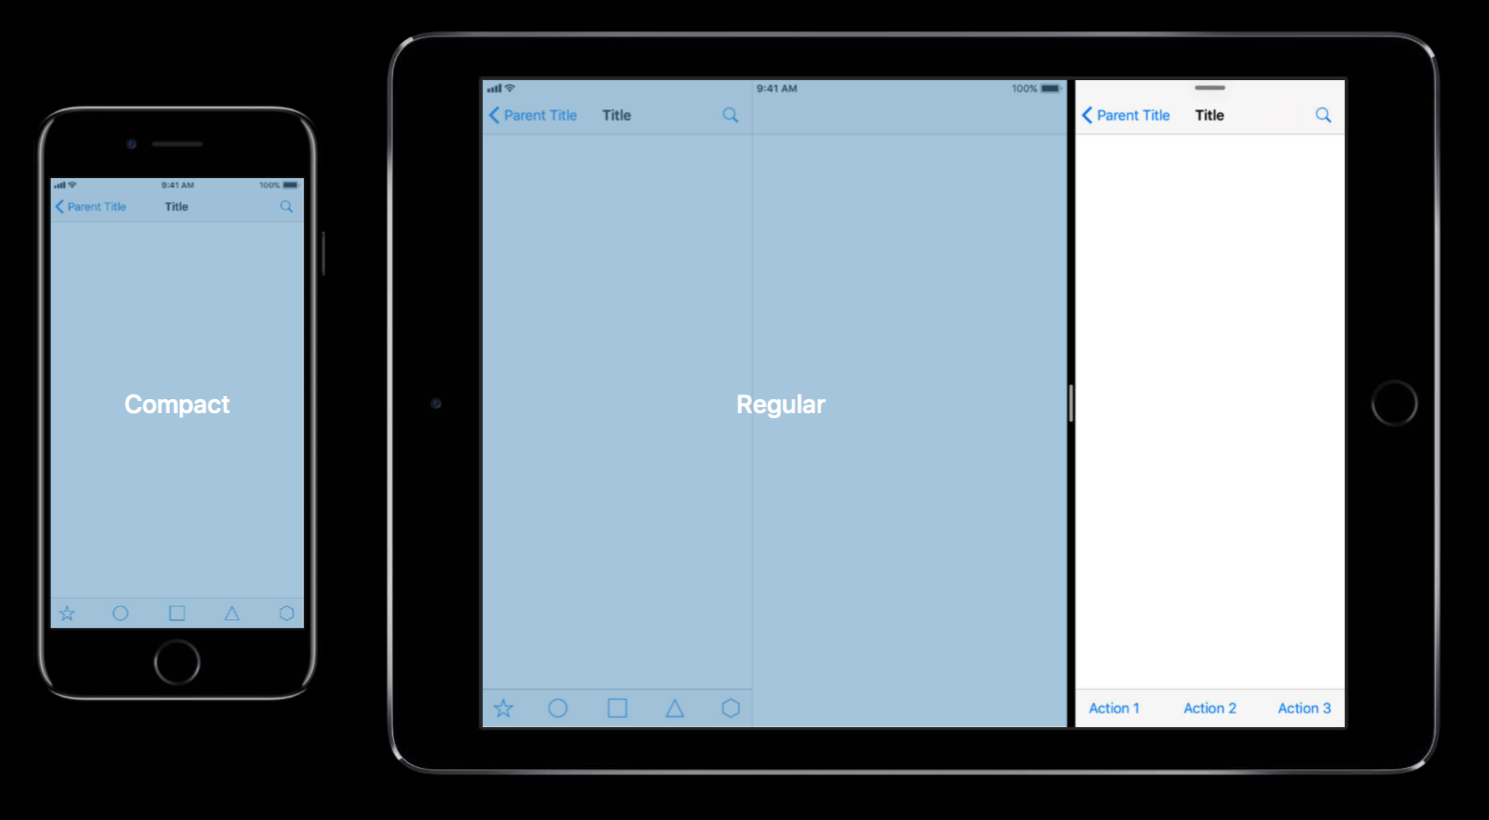 9:41 AM 100%
Parent Title Title
Compact
9:41 AM 100%
Parent Title Title
Regular
Parent Title Title
Action 1 Action 2 Action 3